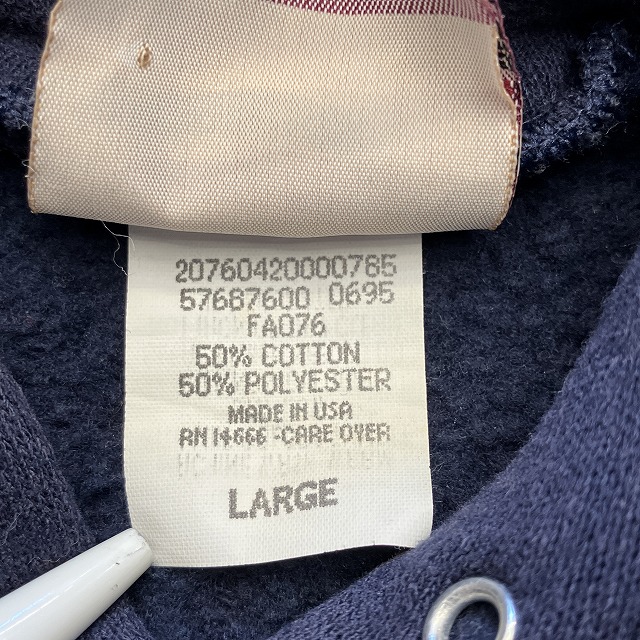 20760420000785
57687600 0695
FA076
50% COTTON
50% POLYESTER
MADE IN USA
RN 14666 -CARE OVER
LARGE